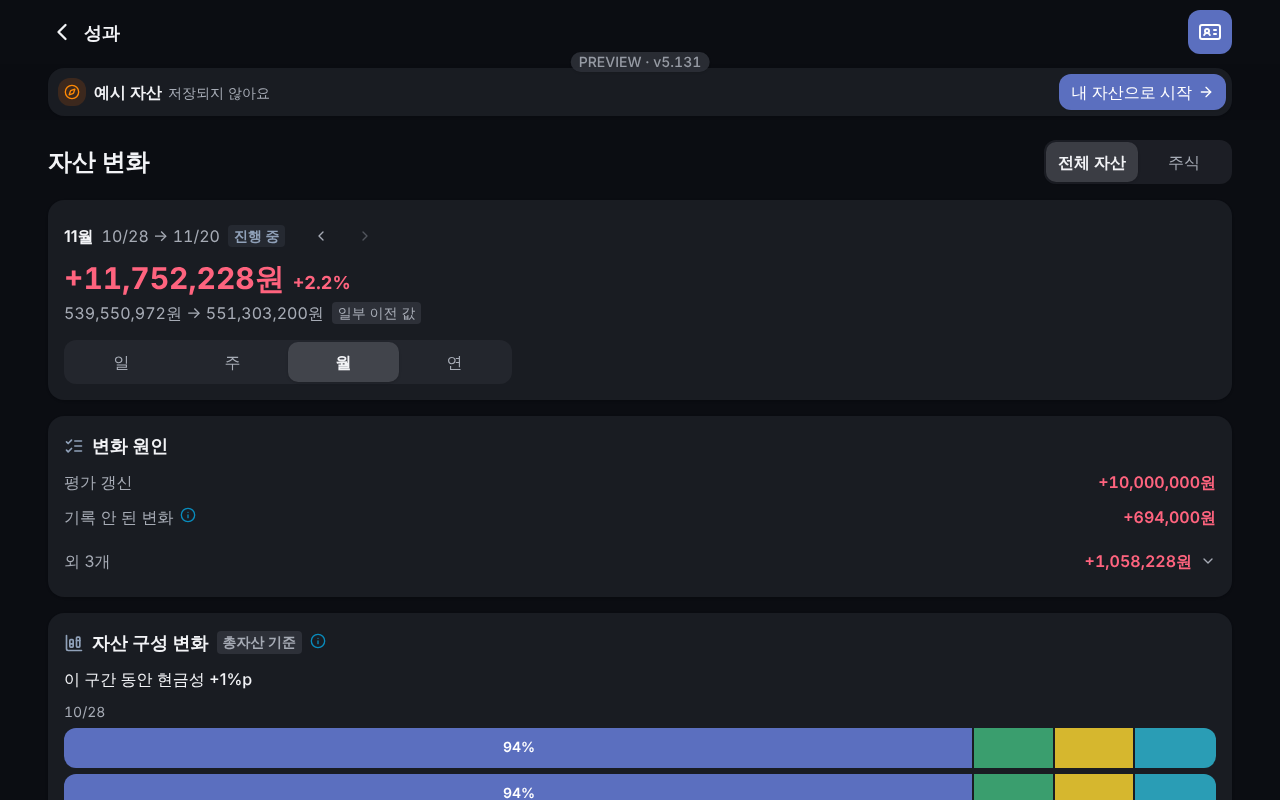 성과
PREVIEW · v5.131
예시 자산 저장되지 않아요
내 자산으로 시작 →
자산 변화
전체 자산 주식
11월 10/28 → 11/20 진행 중
+11,752,228원 +2.2%
539,550,972원 → 551,303,200원 일부 이전 값
일 주 월 연
변화 원인
평가 갱신 +10,000,000원
기록 안 된 변화 +694,000원
외 3개 +1,058,228원
자산 구성 변화 총자산 기준
이 구간 동안 현금성 +1%p
10/28
94%
94%